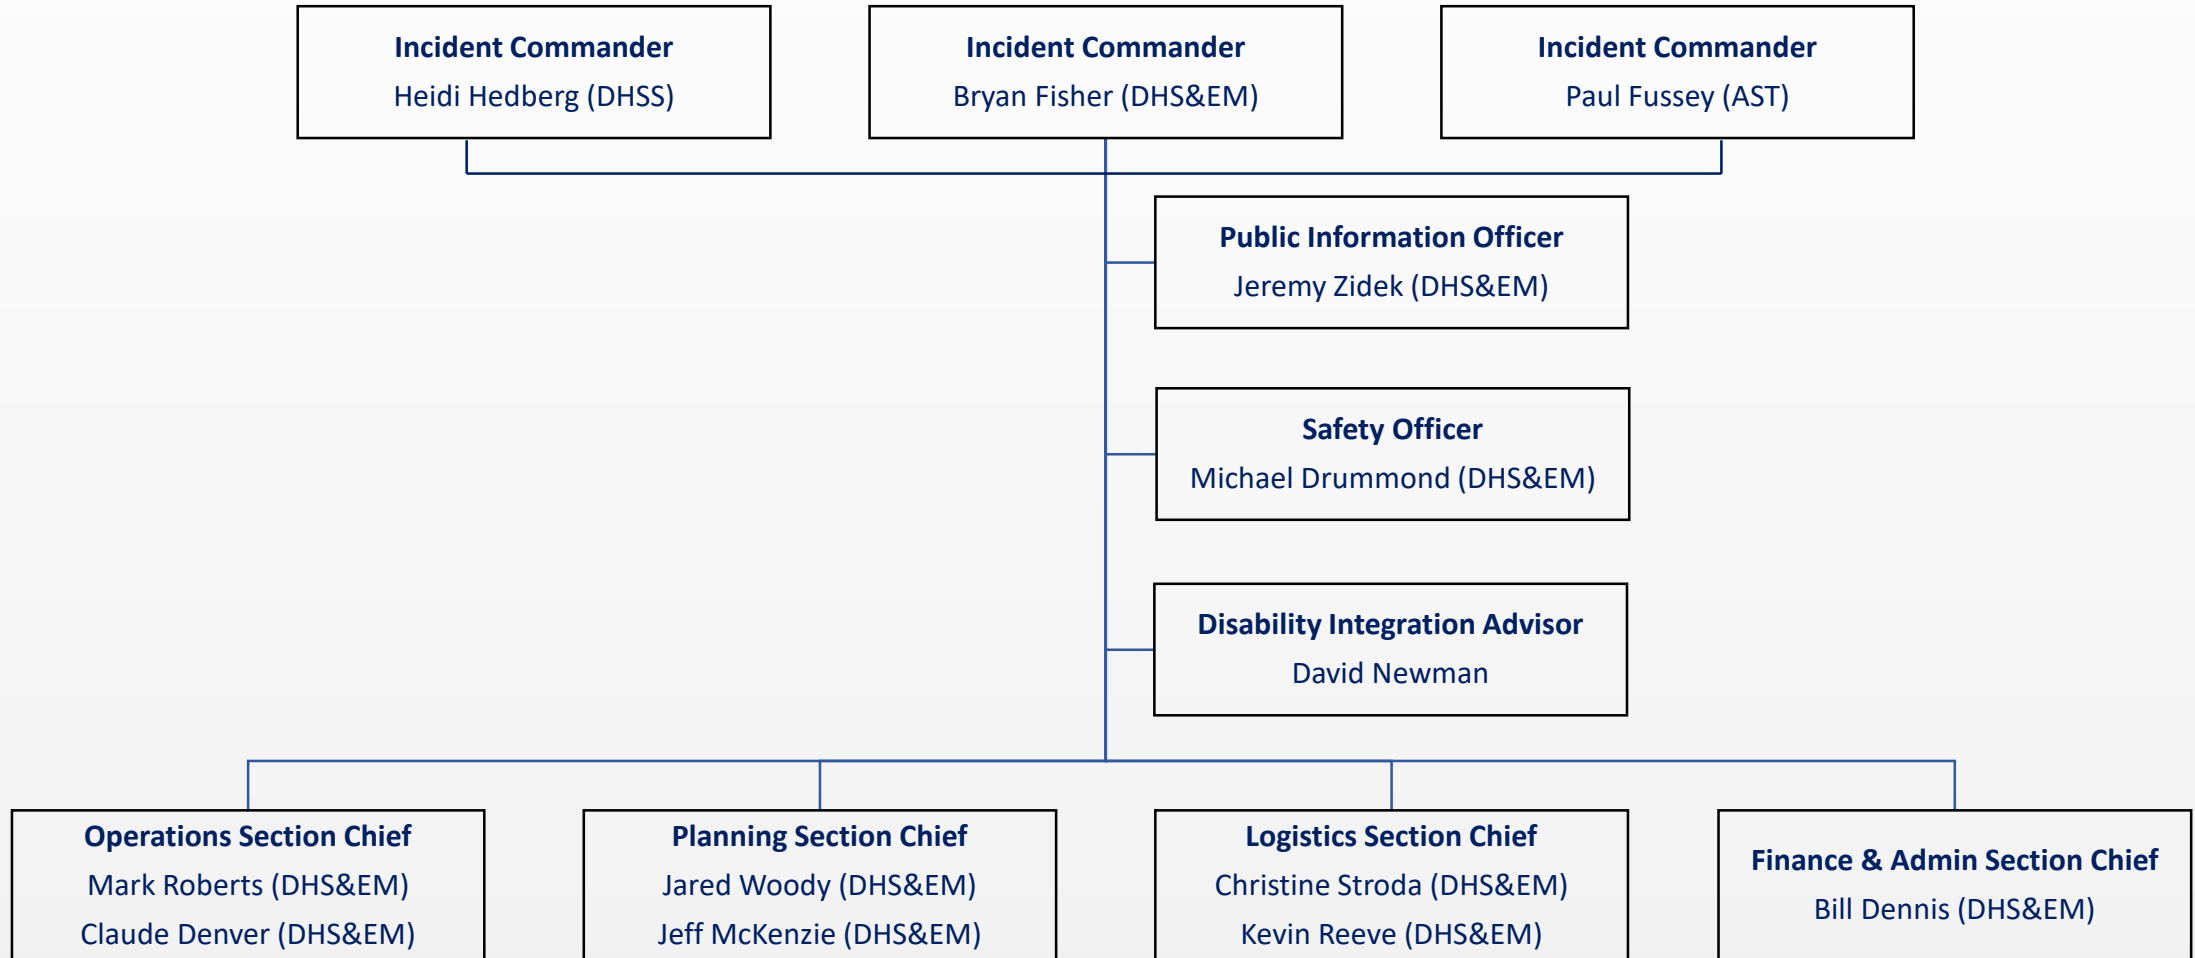 Incident Commander
Heidi Hedberg (DHSS)
Incident Commander
Bryan Fisher (DHS&EM)
Incident Commander
Paul Fussey (AST)
Public Information Officer
Jeremy Zidek (DHS&EM)
Safety Officer
Michael Drummond (DHS&EM)
Disability Integration Advisor
David Newman
Operations Section Chief
Mark Roberts (DHS&EM)
Claude Denver (DHS&EM)
Planning Section Chief
Jared Woody (DHS&EM)
Jeff McKenzie (DHS&EM)
Logistics Section Chief
Christine Stroda (DHS&EM)
Kevin Reeve (DHS&EM)
Finance & Admin Section Chief
Bill Dennis (DHS&EM)